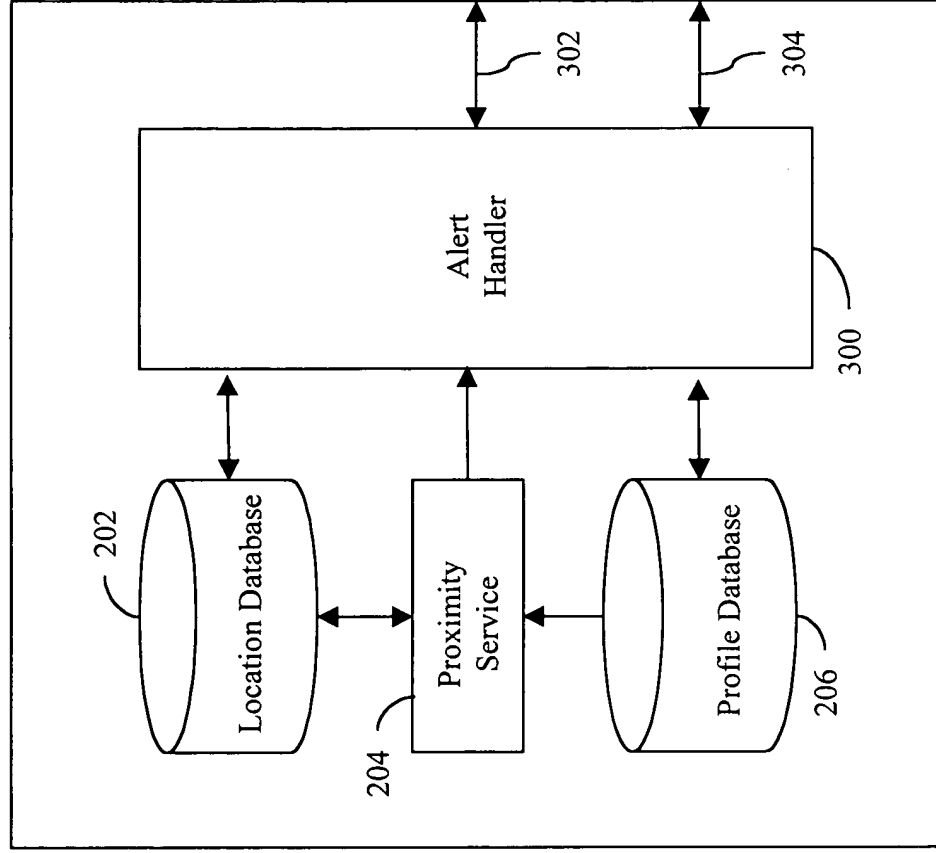 202
Location Database
204
Proximity
Service
206
Profile Database
Alert
Handler
300
302
304